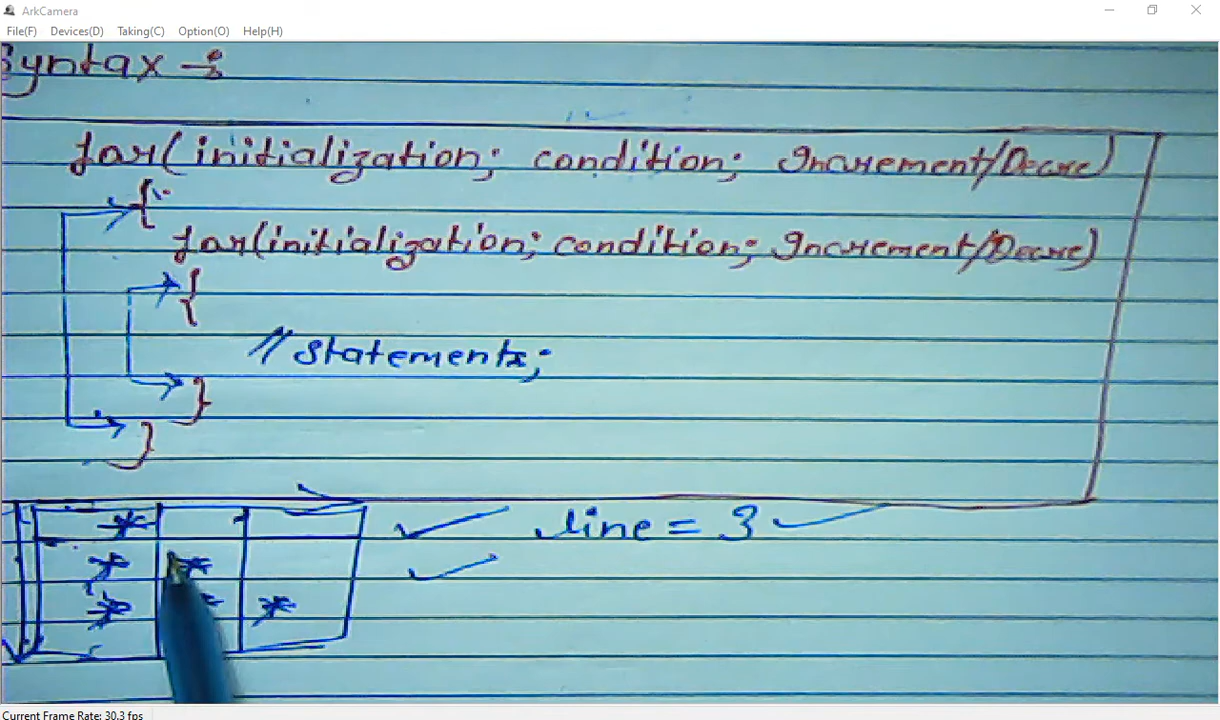 ArkCamera
File(F) Devices(D) Taking(C) Option(O) Help(H)
Syntax -:
for(initialization; condition; Increment/Decre)
{
for(initialization; condition; Increment/Decre)
{
// Statements;
}
}
* line = 3
* *
* * *
Current Frame Rate: 30.3 fps